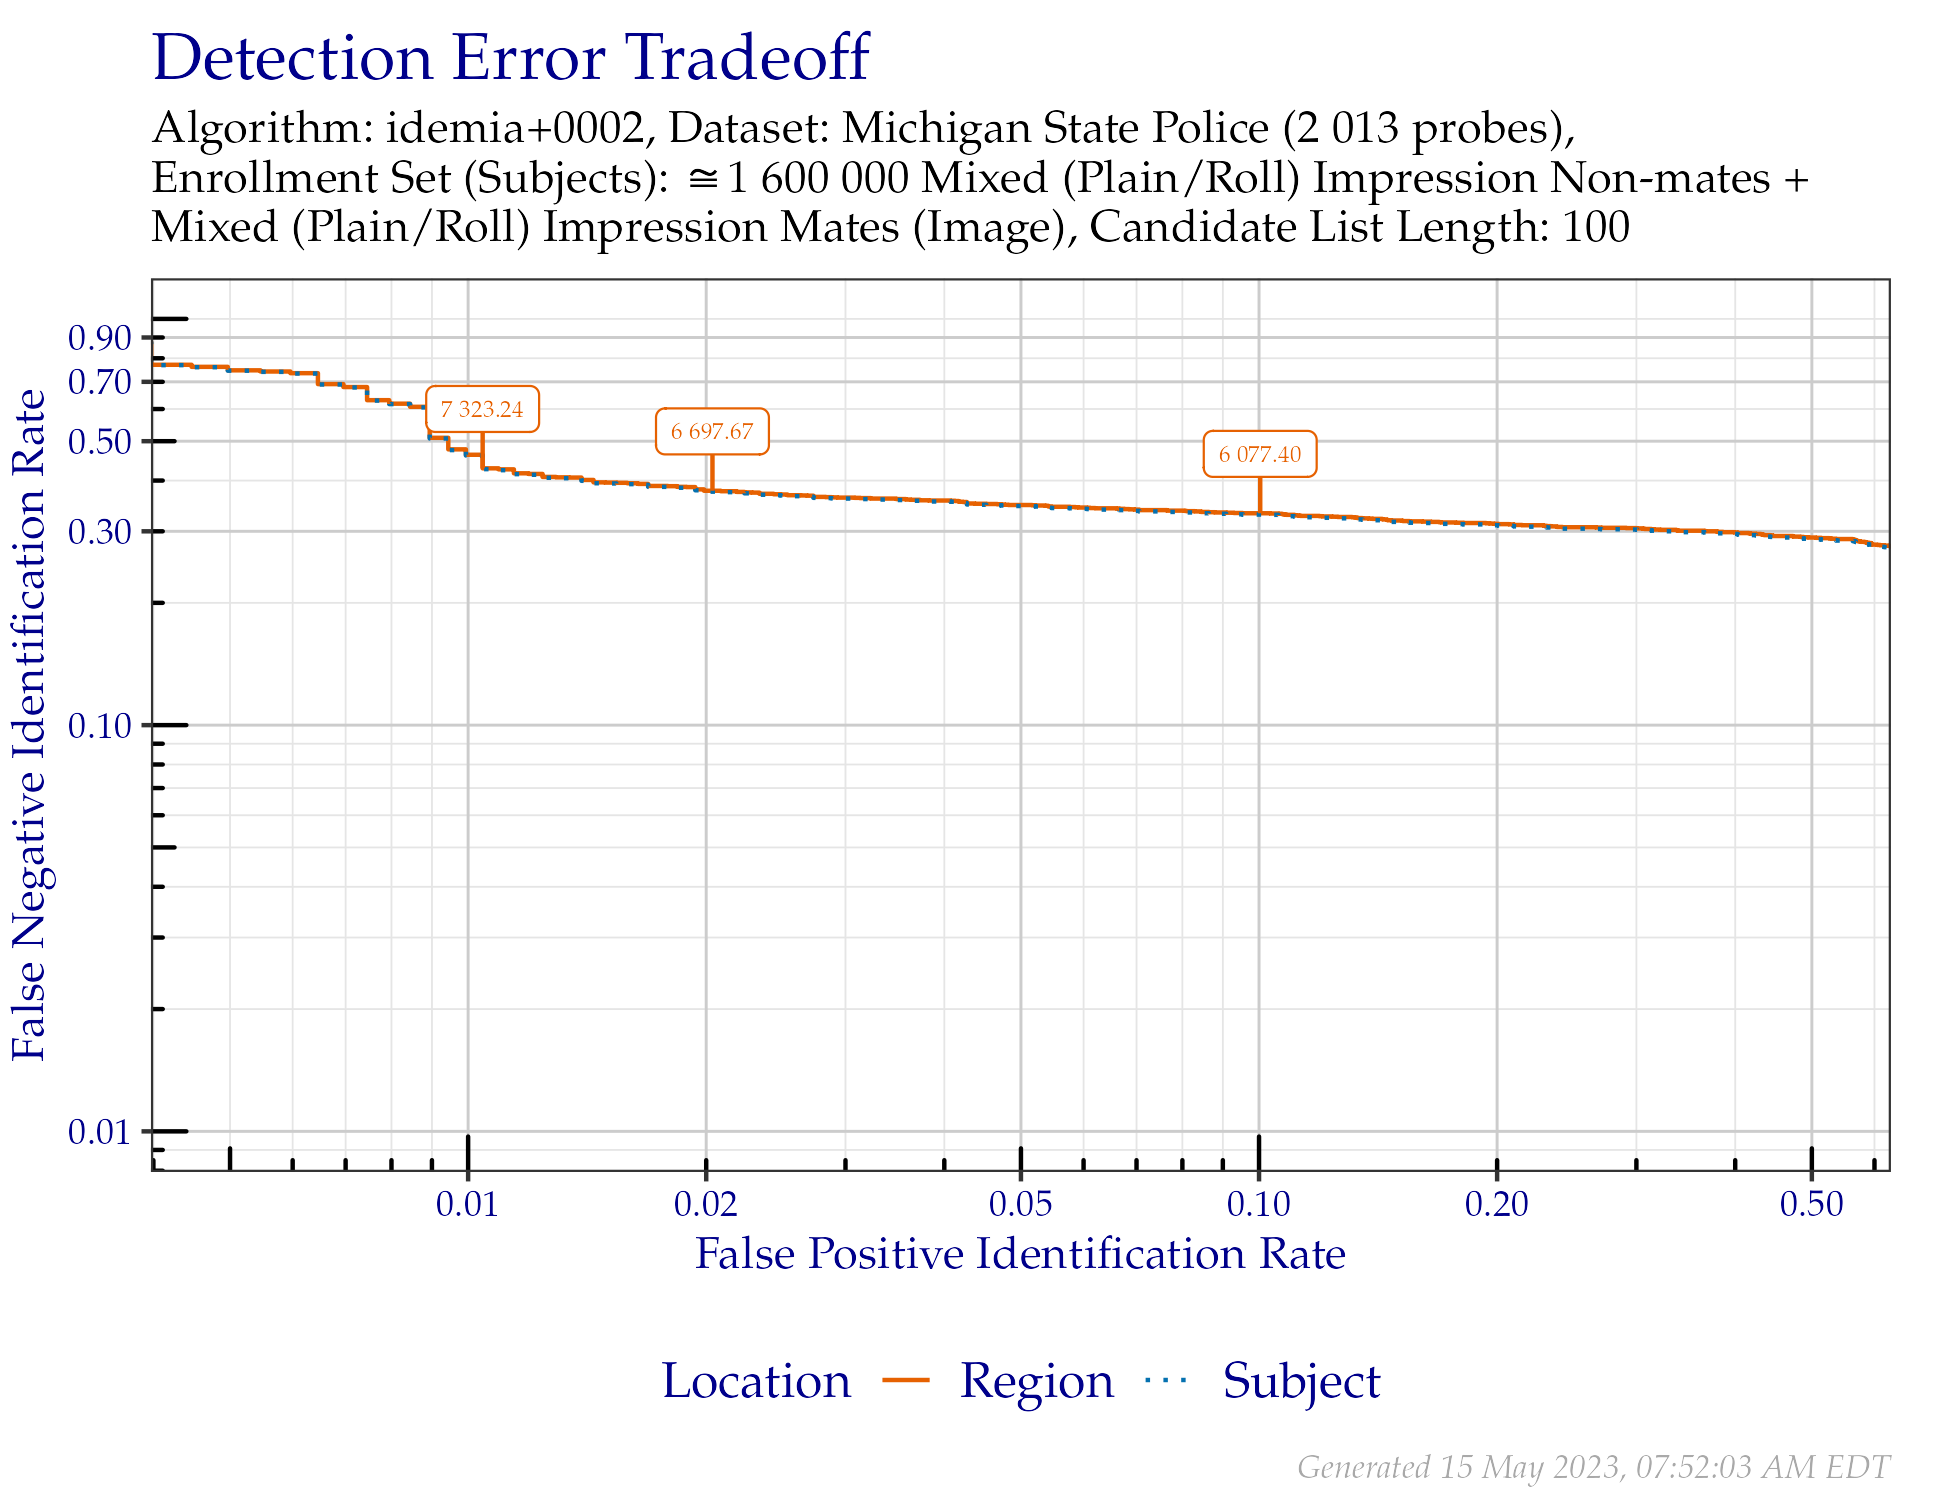 Detection Error Tradeoff
Algorithm: idemia+0002, Dataset: Michigan State Police (2 013 probes),
Enrollment Set (Subjects): ≅1 600 000 Mixed (Plain/Roll) Impression Non-mates +
Mixed (Plain/Roll) Impression Mates (Image), Candidate List Length: 100
False Negative Identification Rate
0.90
0.70
0.50
0.30
0.10
0.01
7 323.24
6 697.67
6 077.40
0.01 0.02 0.05 0.10 0.20 0.50
False Positive Identification Rate
Location Region Subject
Generated 15 May 2023, 07:52:03 AM EDT